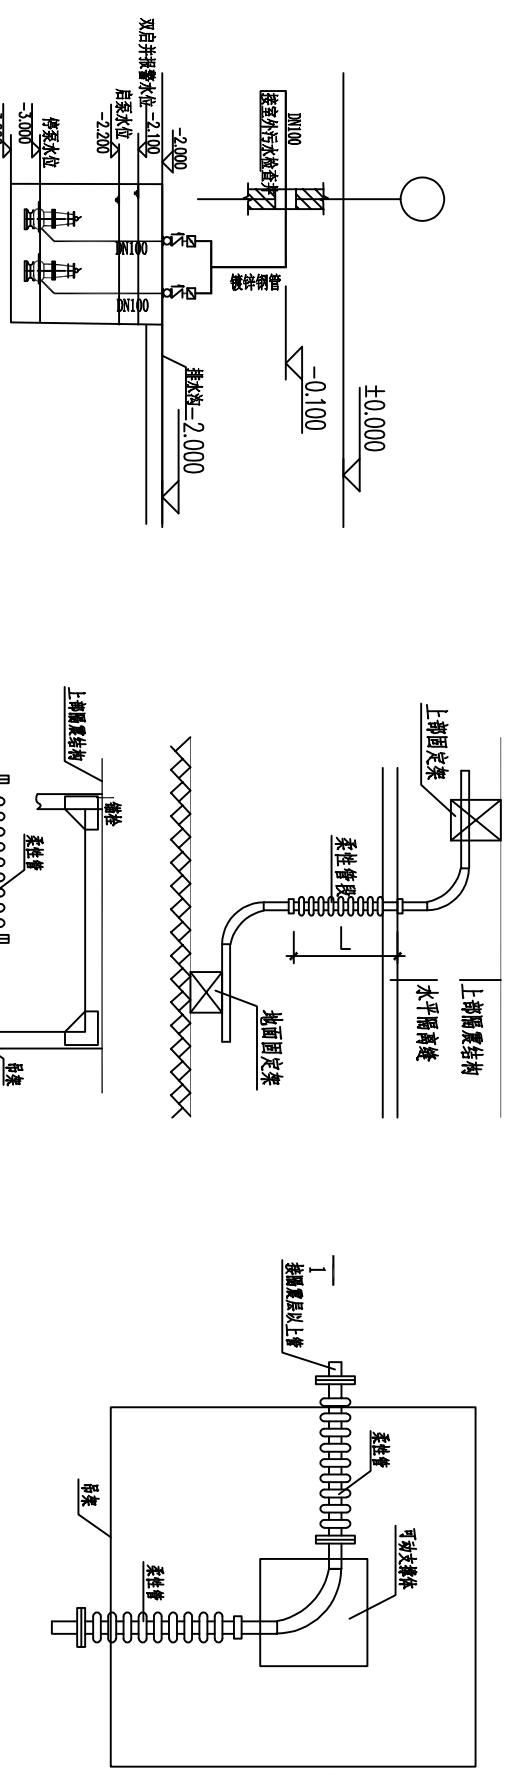 双启并报警水位 -2.100
启泵水位
-2.200
停泵水位
-3.000
-2.000
DN100
接室外污水检查井
DN100
DN100
镀锌钢管
排水沟
-2.000
-0.100
±0.000
上部固定架
柔性管段
L
上部隔震结构
水平隔离缝
地面固定架
上部隔震结构
锚栓
柔性管
吊架
1
接隔震层以上管
柔性管
可动支撑体
吊架
柔性管